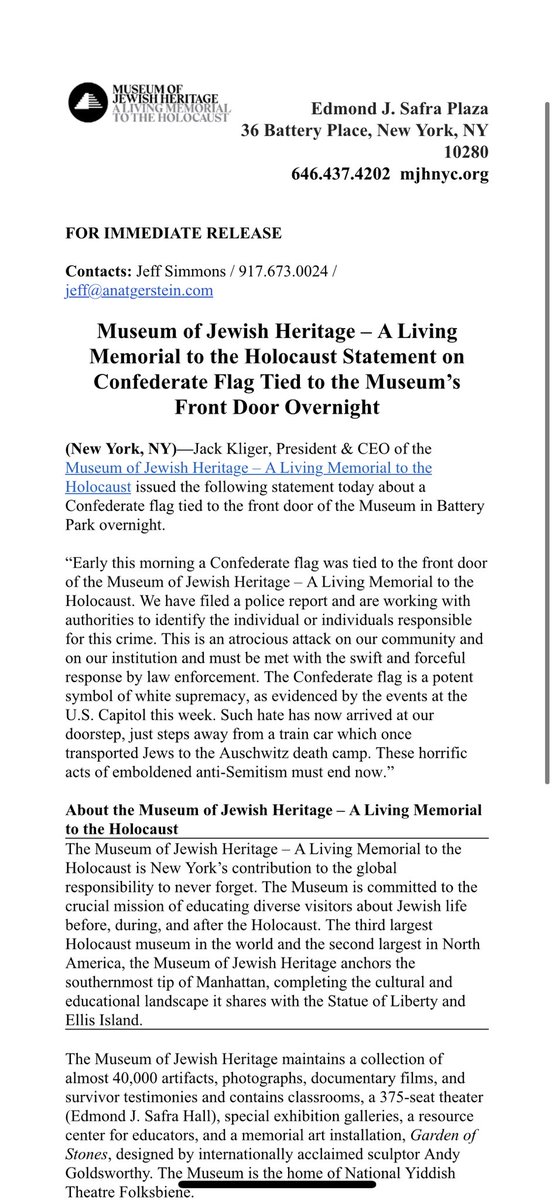 MUSEUM OF
JEWISH HERITAGE
A LIVING MEMORIAL
TO THE HOLOCAUST
Edmond J. Safra Plaza
36 Battery Place, New York, NY
10280
646.437.4202  mjhnyc.org
FOR IMMEDIATE RELEASE
Contacts: Jeff Simmons / 917.673.0024 /
jeff@anatgerstein.com
Museum of Jewish Heritage – A Living
Memorial to the Holocaust Statement on
Confederate Flag Tied to the Museum’s
Front Door Overnight
(New York, NY)—Jack Kliger, President & CEO of the
Museum of Jewish Heritage – A Living Memorial to the
Holocaust issued the following statement today about a
Confederate flag tied to the front door of the Museum in Battery
Park overnight.
“Early this morning a Confederate flag was tied to the front door
of the Museum of Jewish Heritage – A Living Memorial to the
Holocaust. We have filed a police report and are working with
authorities to identify the individual or individuals responsible
for this crime. This is an atrocious attack on our community and
on our institution and must be met with the swift and forceful
response by law enforcement. The Confederate flag is a potent
symbol of white supremacy, as evidenced by the events at the
U.S. Capitol this week. Such hate has now arrived at our
doorstep, just steps away from a train car which once
transported Jews to the Auschwitz death camp. These horrific
acts of emboldened anti-Semitism must end now.”
About the Museum of Jewish Heritage – A Living Memorial
to the Holocaust
The Museum of Jewish Heritage – A Living Memorial to the
Holocaust is New York’s contribution to the global
responsibility to never forget. The Museum is committed to the
crucial mission of educating diverse visitors about Jewish life
before, during, and after the Holocaust. The third largest
Holocaust museum in the world and the second largest in North
America, the Museum of Jewish Heritage anchors the
southernmost tip of Manhattan, completing the cultural and
educational landscape it shares with the Statue of Liberty and
Ellis Island.
The Museum of Jewish Heritage maintains a collection of
almost 40,000 artifacts, photographs, documentary films, and
survivor testimonies and contains classrooms, a 375-seat theater
(Edmond J. Safra Hall), special exhibition galleries, a resource
center for educators, and a memorial art installation, Garden of
Stones, designed by internationally acclaimed sculptor Andy
Goldsworthy. The Museum is the home of National Yiddish
Theatre Folksbiene.